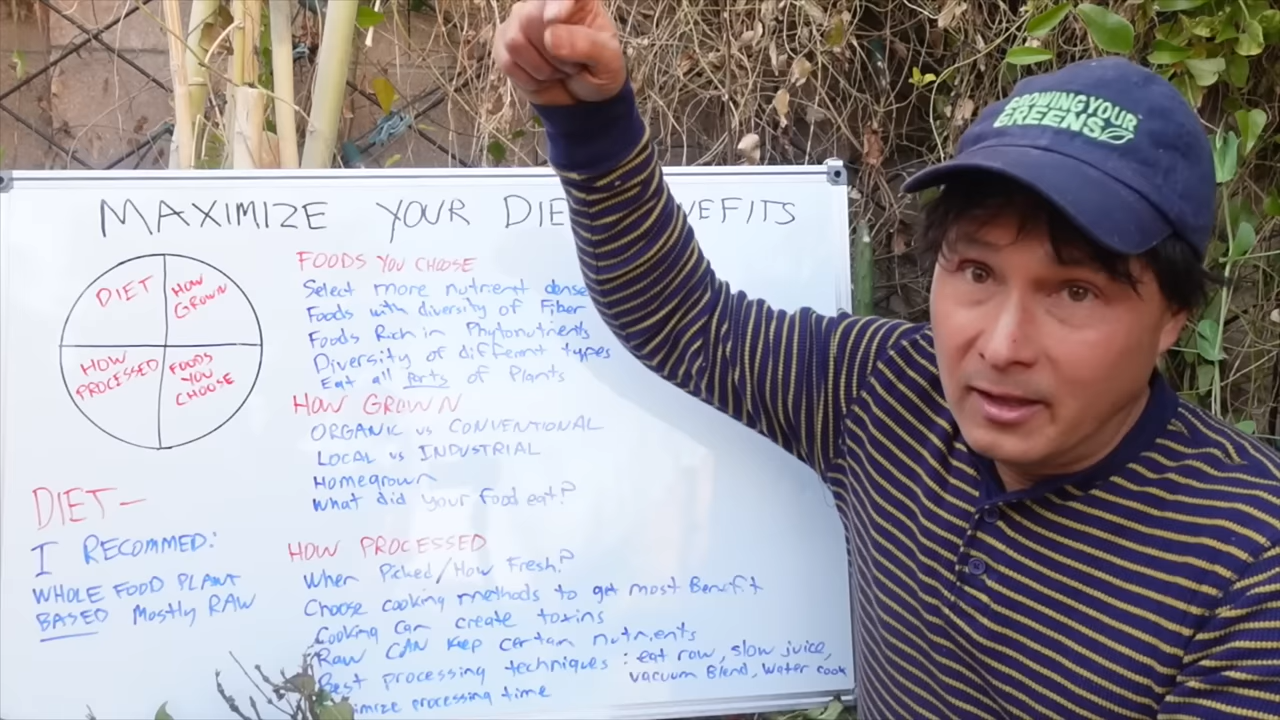 GROWING YOUR
GREENS
MAXIMIZE YOUR DIE NEFITS
DIET
HOW
GROWN
HOW
PROCESSED
FOODS
YOU
CHOOSE
FOODS YOU CHOOSE
Select more nutrient dense
Foods with diversity of Fiber
Foods Rich in Phytonutrients
Diversity of different types
Eat all Parts of Plants
HOW GROWN
ORGANIC vs CONVENTIONAL
LOCAL vs INDUSTRIAL
Homegrown
What did your food eat?
DIET-
I RECOMMED:
WHOLE FOOD PLANT
BASED Mostly RAW
HOW PROCESSED
When Picked/How Fresh?
Choose cooking methods to get most Benefit
Cooking can create toxins
Raw CAN Keep certain nutrients
Best processing techniques: eat raw, slow juice,
vacuum Blend, Water cook
imize processing time